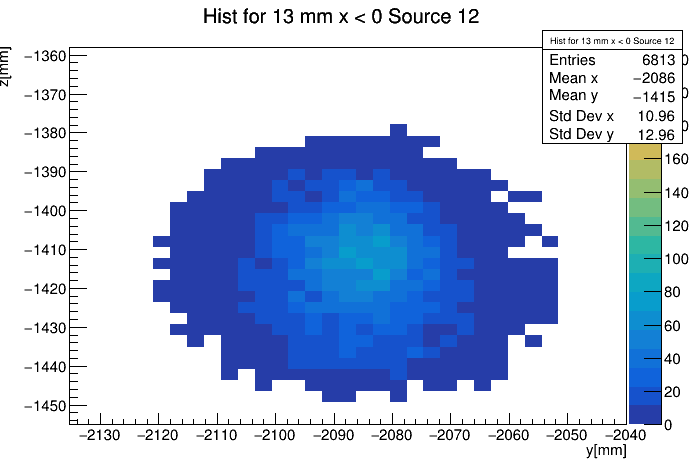 Hist for 13 mm x < 0 Source 12
Hist for 13 mm x < 0 Source 12
Entries 6813
Mean x −2086
Mean y −1415
Std Dev x 10.96
Std Dev y 12.96
z[mm]
−1360
−1370
−1380
−1390
−1400
−1410
−1420
−1430
−1440
−1450
−2130 −2120 −2110 −2100 −2090 −2080 −2070 −2060 −2050 −2040
y[mm]
160
140
120
100
80
60
40
20
0